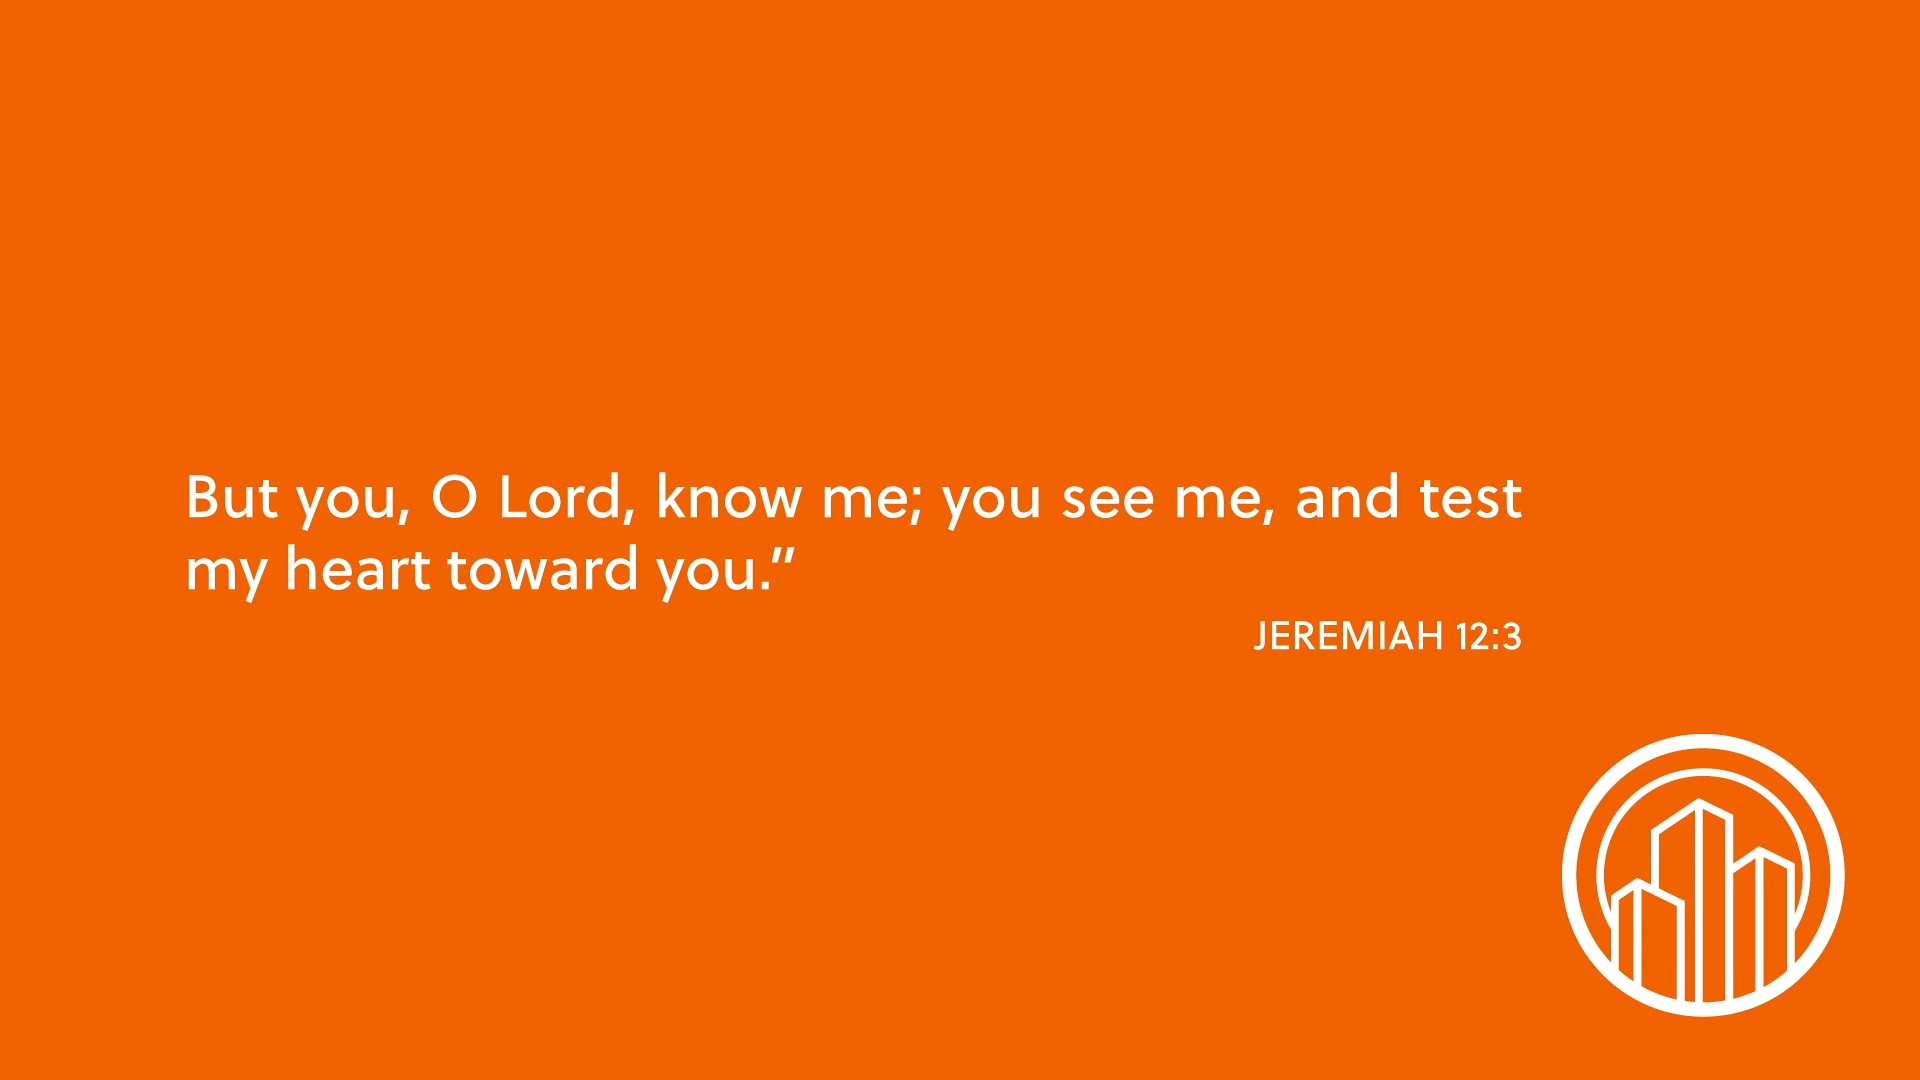 But you, O Lord, know me; you see me, and test
my heart toward you.”
JEREMIAH 12:3